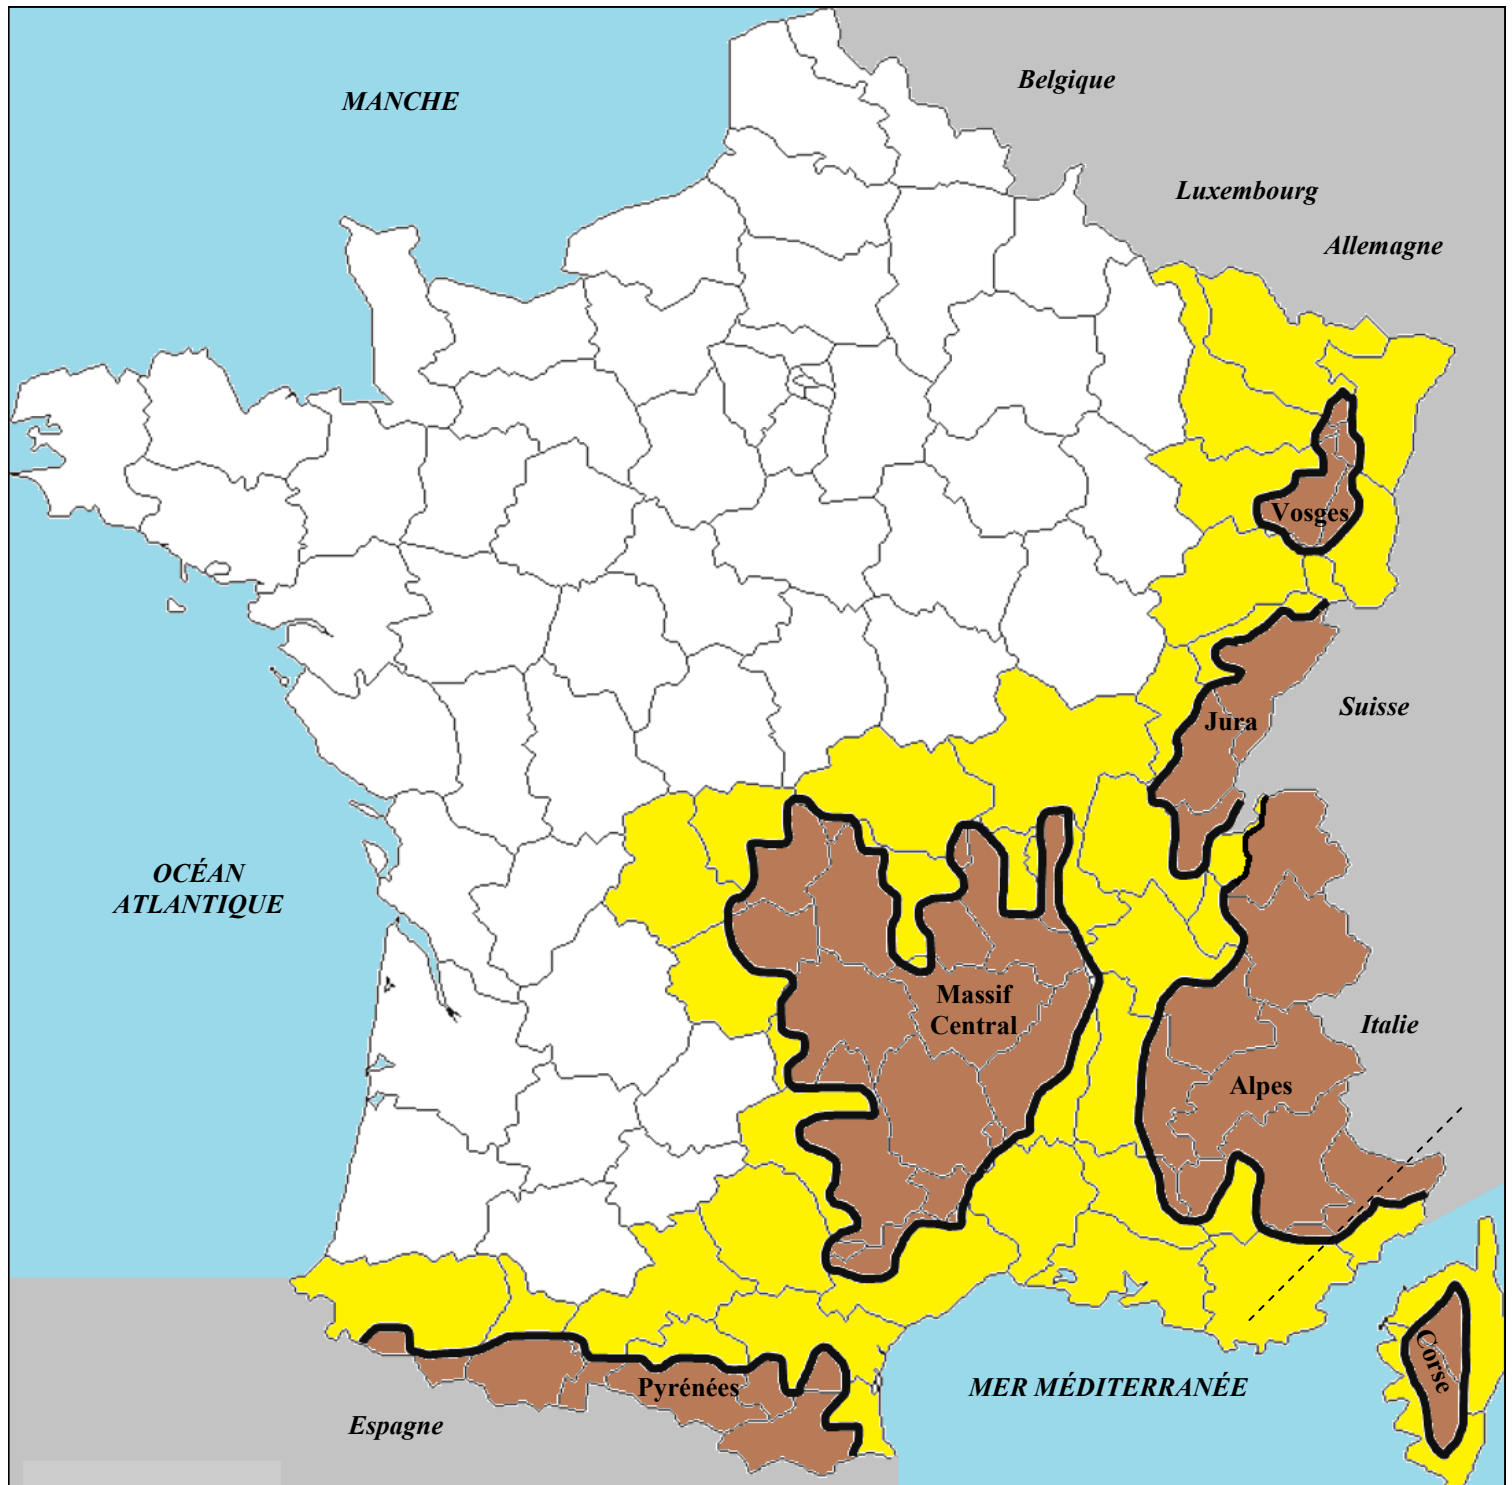 Belgique
MANCHE
Luxembourg
Allemagne
Vosges
Suisse
Jura
OCÉAN
ATLANTIQUE
Massif
Central
Italie
Alpes
Corse
Pyrénées
MER MÉDITERRANÉE
Espagne